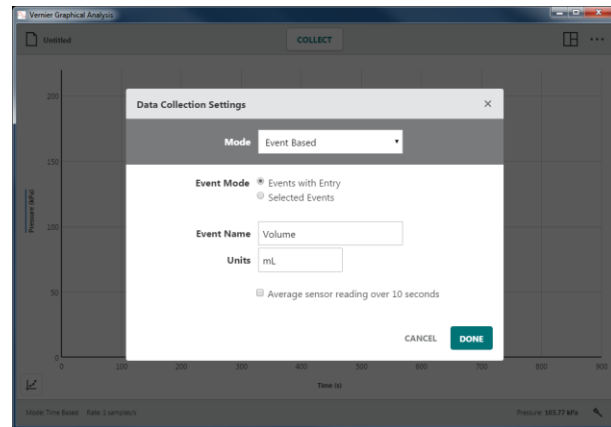 Vernier Graphical Analysis
Untitled
COLLECT
Data Collection Settings
×
Mode Event Based
Event Mode Events with Entry
Selected Events
Event Name Volume
Units mL
Average sensor reading over 10 seconds
CANCEL DONE
Pressure (kPa)
200
150
100
50
0
0 100 200 300 400 500 600 700 800 900
Time (s)
Mode: Time Based Rate: 1 samples/s
Pressure: 103.77 kPa